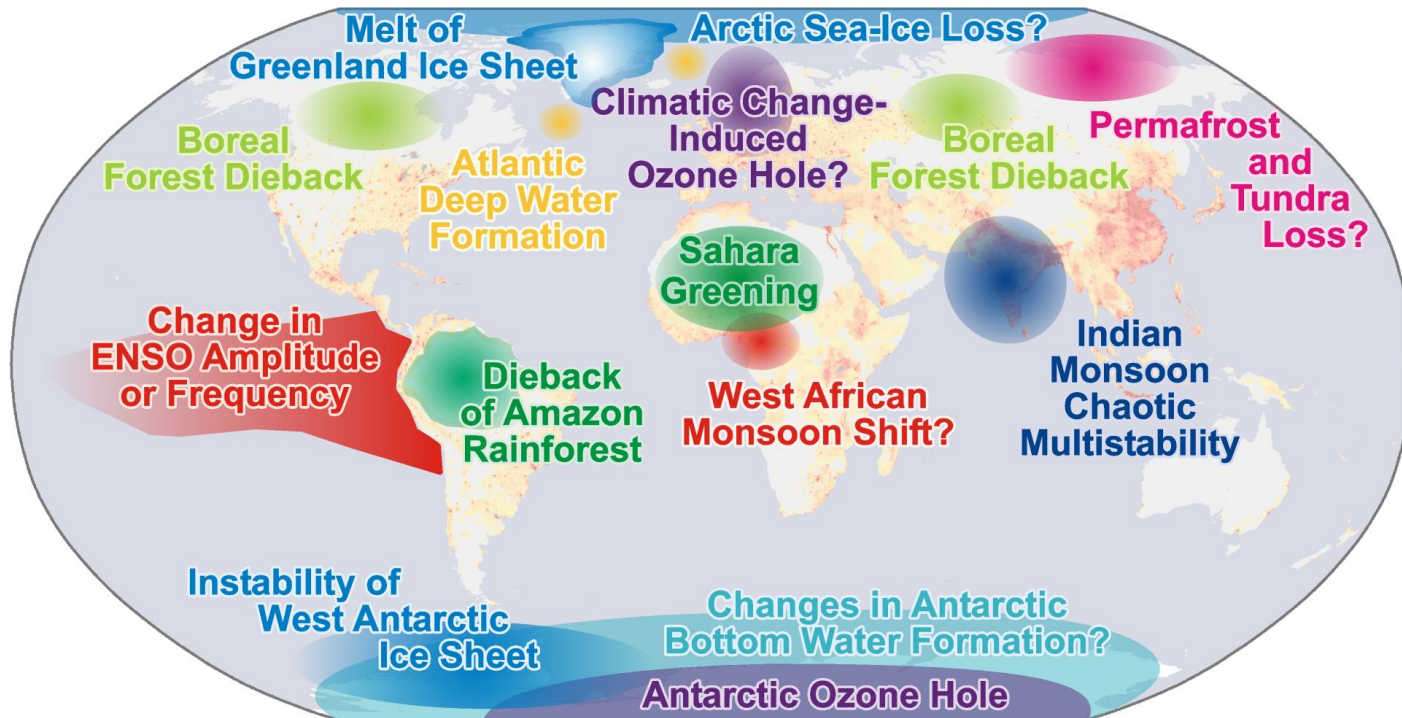 Melt of
Greenland Ice Sheet
Arctic Sea-Ice Loss?
Climatic Change-
Induced
Ozone Hole?
Boreal
Forest Dieback
Atlantic
Deep Water
Formation
Boreal
Forest Dieback
Permafrost
and
Tundra
Loss?
Sahara
Greening
Change in
ENSO Amplitude
or Frequency
Dieback
of Amazon
Rainforest
West African
Monsoon Shift?
Indian
Monsoon
Chaotic
Multistability
Instability of
West Antarctic
Ice Sheet
Changes in Antarctic
Bottom Water Formation?
Antarctic Ozone Hole